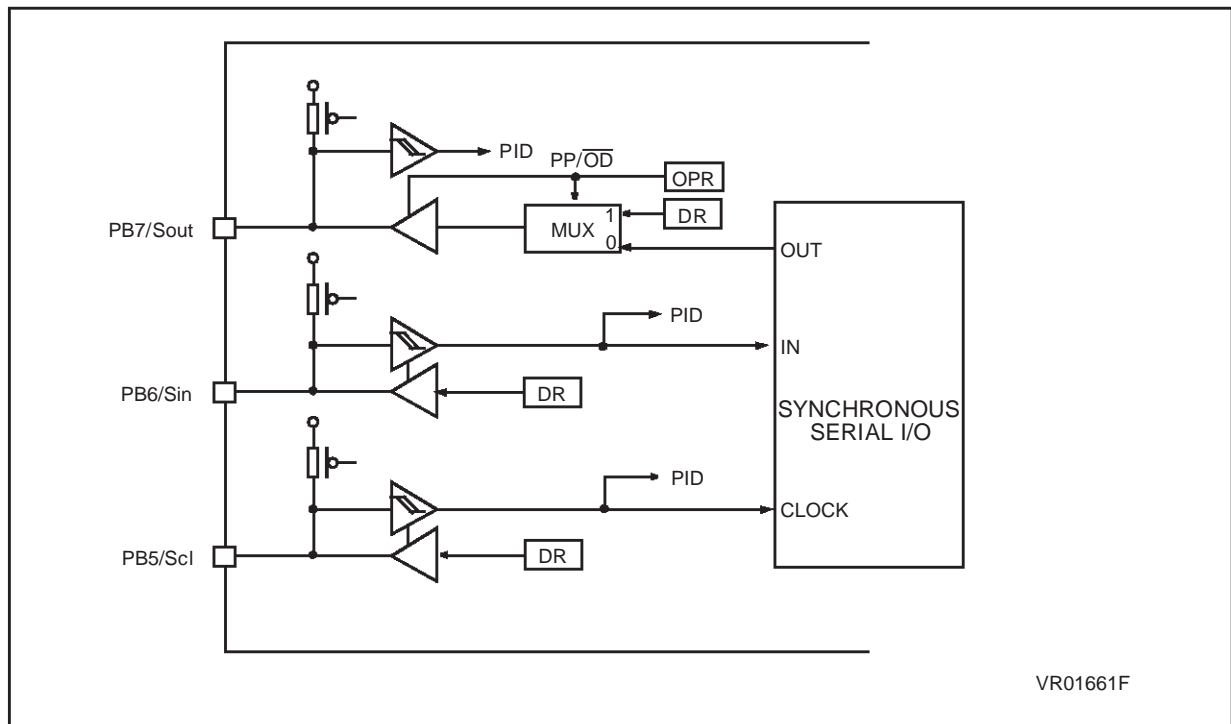 PID
PP/OD
OPR
PB7/Sout
MUX
1
0
DR
OUT
PID
IN
PB6/Sin
DR
SYNCHRONOUS
SERIAL I/O
PID
CLOCK
PB5/Scl
DR
VR01661F